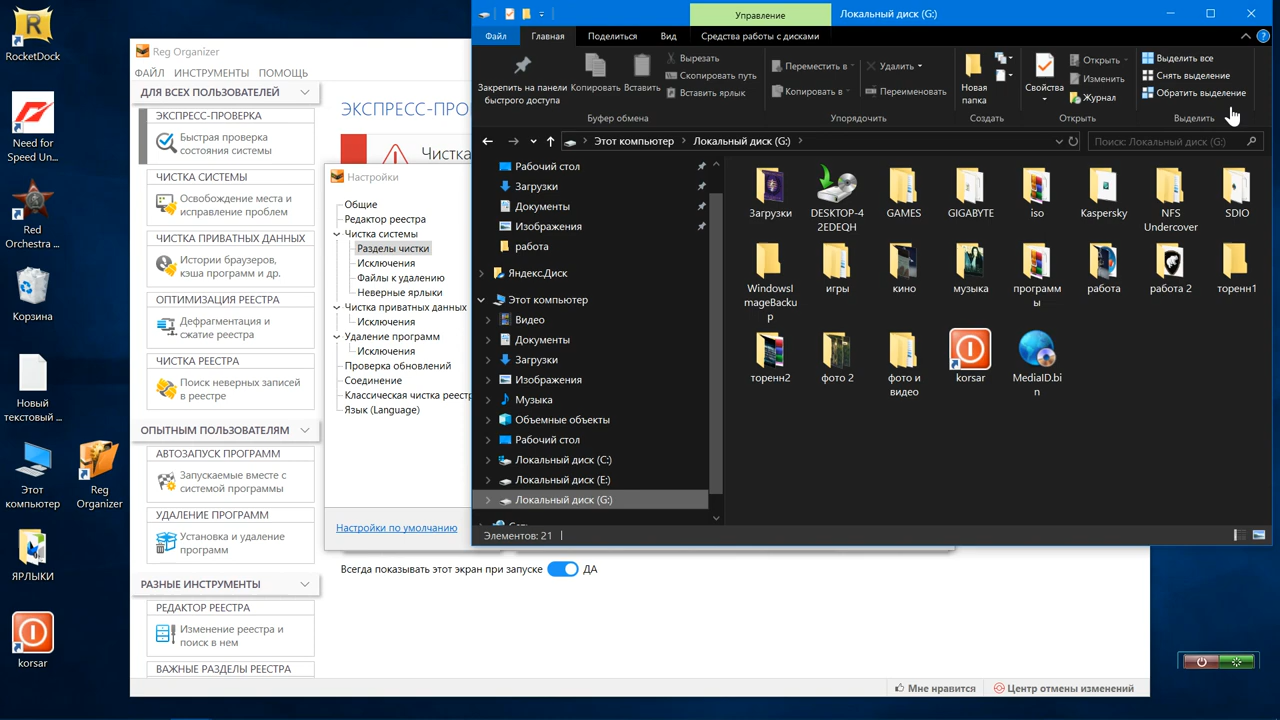 RocketDock
Need for
Speed Un...
Red
Orchestra ...
Корзина
Новый
текстовый ...
Этот
компьютер
Reg
Organizer
ЯРЛЫКИ
korsar
Reg Organizer
ФАЙЛ ИНСТРУМЕНТЫ ПОМОЩЬ
ДЛЯ ВСЕХ ПОЛЬЗОВАТЕЛЕЙ
ЭКСПРЕСС-ПРОВЕРКА
Быстрая проверка
состояния системы
ЧИСТКА СИСТЕМЫ
Освобождение места и
исправление проблем
ЧИСТКА ПРИВАТНЫХ ДАННЫХ
Истории браузеров,
кэша программ и др.
ОПТИМИЗАЦИЯ РЕЕСТРА
Дефрагментация и
сжатие реестра
ЧИСТКА РЕЕСТРА
Поиск неверных записей
в реестре
ОПЫТНЫМ ПОЛЬЗОВАТЕЛЯМ
АВТОЗАПУСК ПРОГРАММ
Запускаемые вместе с
системой программы
УДАЛЕНИЕ ПРОГРАММ
Установка и удаление
программ
РАЗНЫЕ ИНСТРУМЕНТЫ
РЕДАКТОР РЕЕСТРА
Изменение реестра и
поиск в нем
ВАЖНЫЕ РАЗДЕЛЫ РЕЕСТРА
ЭКСПРЕСС-ПРО
Чистка
Настройки
Общие
Редактор реестра
Чистка системы
Разделы чистки
Исключения
Файлы к удалению
Неверные ярлыки
Чистка приватных данных
Исключения
Удаление программ
Исключения
Проверка обновлений
Соединение
Классическая чистка реестр
Язык (Language)
Настройки по умолчанию
Всегда показывать этот экран при запуске ДА
Мне нравится Центр отмены изменений
Управление Локальный диск (G:)
Файл Главная Поделиться Вид Средства работы с дисками
Закрепить на панели
быстрого доступа
Копировать
Вставить
Вырезать
Скопировать путь
Вставить ярлык
Буфер обмена
Переместить в
Копировать в
Удалить
Переименовать
Упорядочить
Новая
папка
Создать
Свойства
Открыть
Изменить
Журнал
Открыть
Выделить все
Снять выделение
Обратить выделение
Выделить
Этот компьютер Локальный диск (G:) Поиск: Локальный диск (G:)
Рабочий стол
Загрузки
Документы
Изображения
работа
Яндекс.Диск
Этот компьютер
Видео
Документы
Загрузки
Изображения
Музыка
Объемные объекты
Рабочий стол
Локальный диск (C:)
Локальный диск (E:)
Локальный диск (G:)
Загрузки
DESKTOP-4
2EDEQH
GAMES
GIGABYTE
iso
Kaspersky
NFS
Undercover
SDIO
WindowsI
mageBacku
p
игры
кино
музыка
программ
ы
работа
работа 2
торенн1
торенн2
фото 2
фото и
видео
korsar
MediaID.bi
n
Элементов: 21